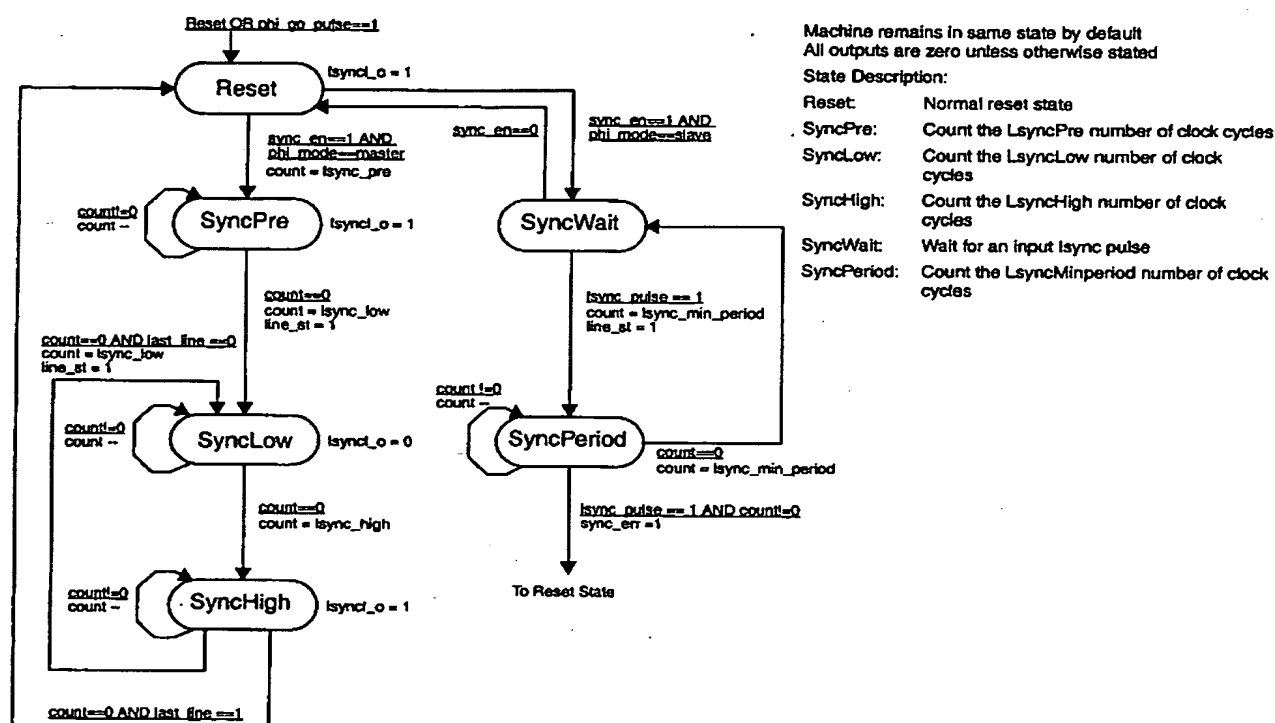 Reset OR phi_go_pulse==1
Reset
lsyncl_o = 1
sync_en==1 AND
phi_mode==master
count = lsync_pre
sync_en==0
sync_en==1 AND
phi_mode==slave
count!=0
count --
SyncPre
lsyncl_o = 1
SyncWait
count==0
count = lsync_low
line_st = 1
lsync_pulse == 1
count = lsync_min_period
line_st = 1
count==0 AND last_line ==0
count = lsync_low
line_st = 1
count!=0
count --
SyncLow
lsyncl_o = 0
count !=0
count --
SyncPeriod
count==0
count = lsync_min_period
count==0
count = lsync_high
lsync_pulse == 1 AND count!=0
sync_err =1
To Reset State
count!=0
count --
SyncHigh
lsyncl_o = 1
count==0 AND last_line ==1
Machine remains in same state by default
All outputs are zero unless otherwise stated
State Description:
Reset: Normal reset state
SyncPre: Count the LsyncPre number of clock cycles
SyncLow: Count the LsyncLow number of clock
cycles
SyncHigh: Count the LsyncHigh number of clock
cycles
SyncWait: Wait for an input lsync pulse
SyncPeriod: Count the LsyncMinperiod number of clock
cycles